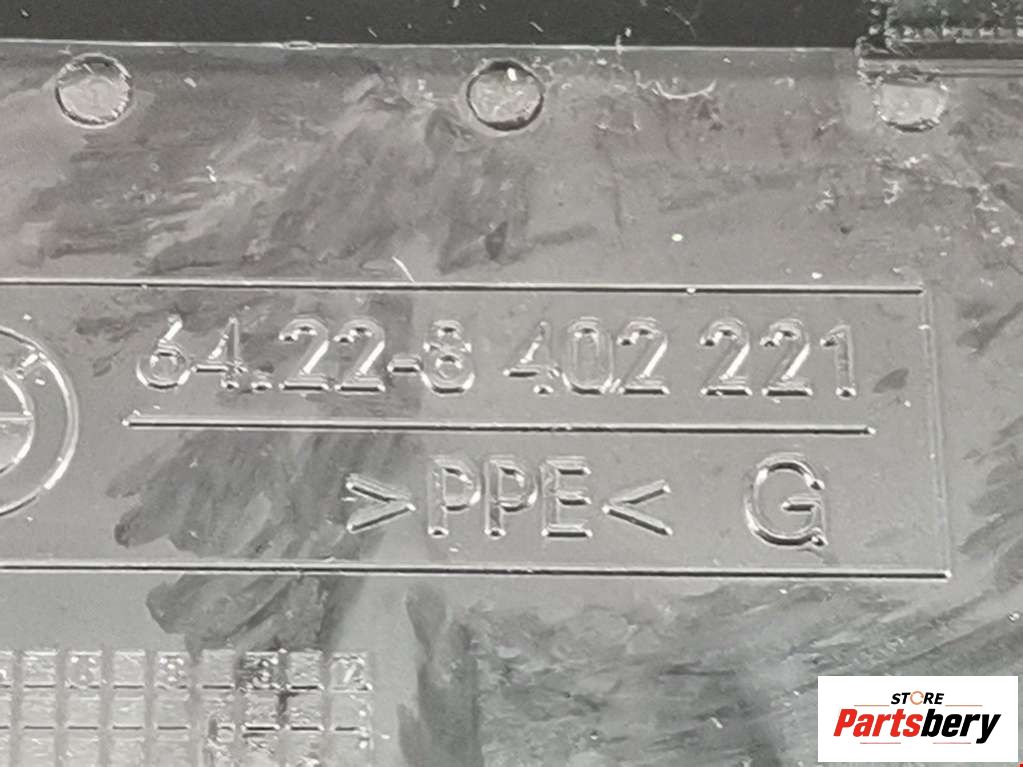 64.22-8 402 221
>PPE< G
STORE
Partsbery